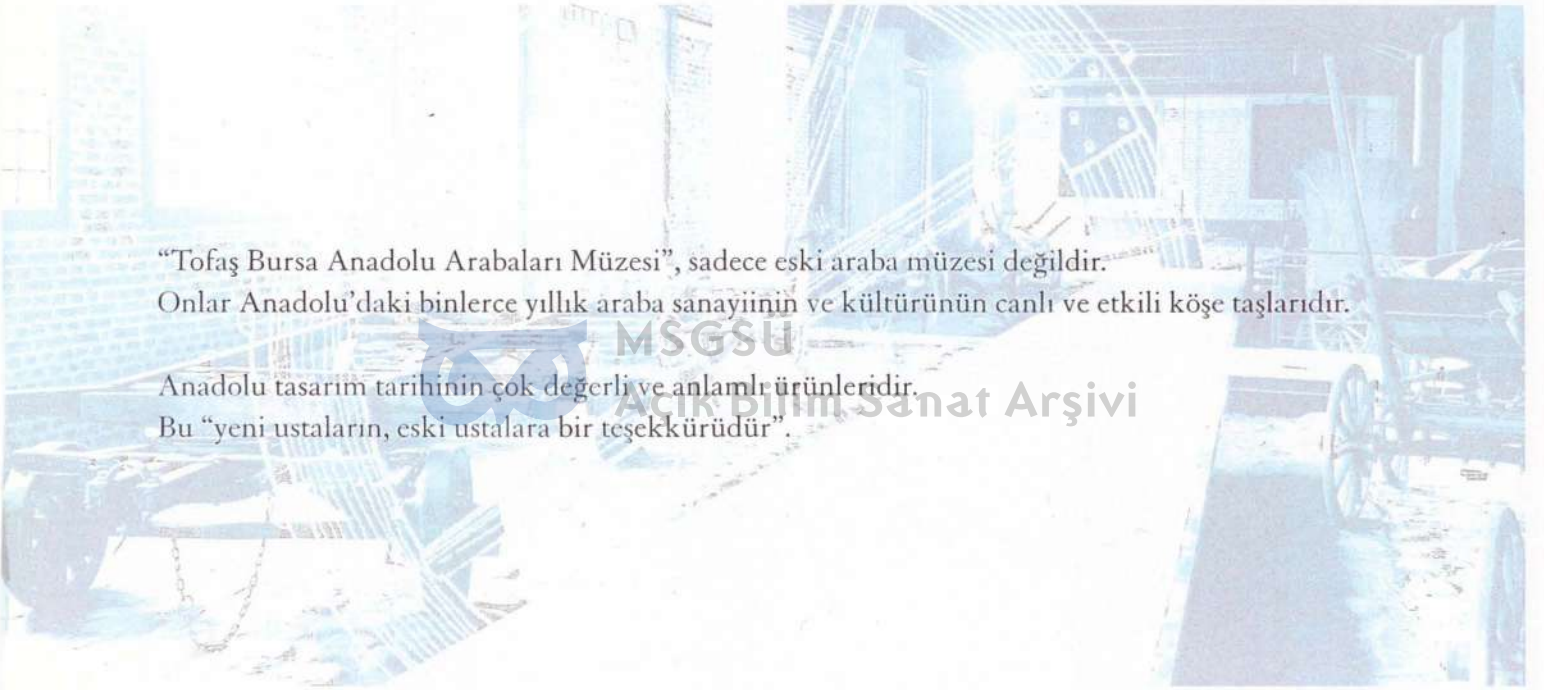 “Tofaş Bursa Anadolu Arabaları Müzesi”, sadece eski araba müzesi değildir.
Onlar Anadolu’daki binlerce yıllık araba sanayiinin ve kültürünün canlı ve etkili köşe taşlarıdır.
MSGSÜ
Anadolu tasarım tarihinin çok değerli ve anlamlı ürünleridir.
Açık Bilim Sanat Arşivi
Bu “yeni ustaların, eski ustalara bir teşekkürüdür”.